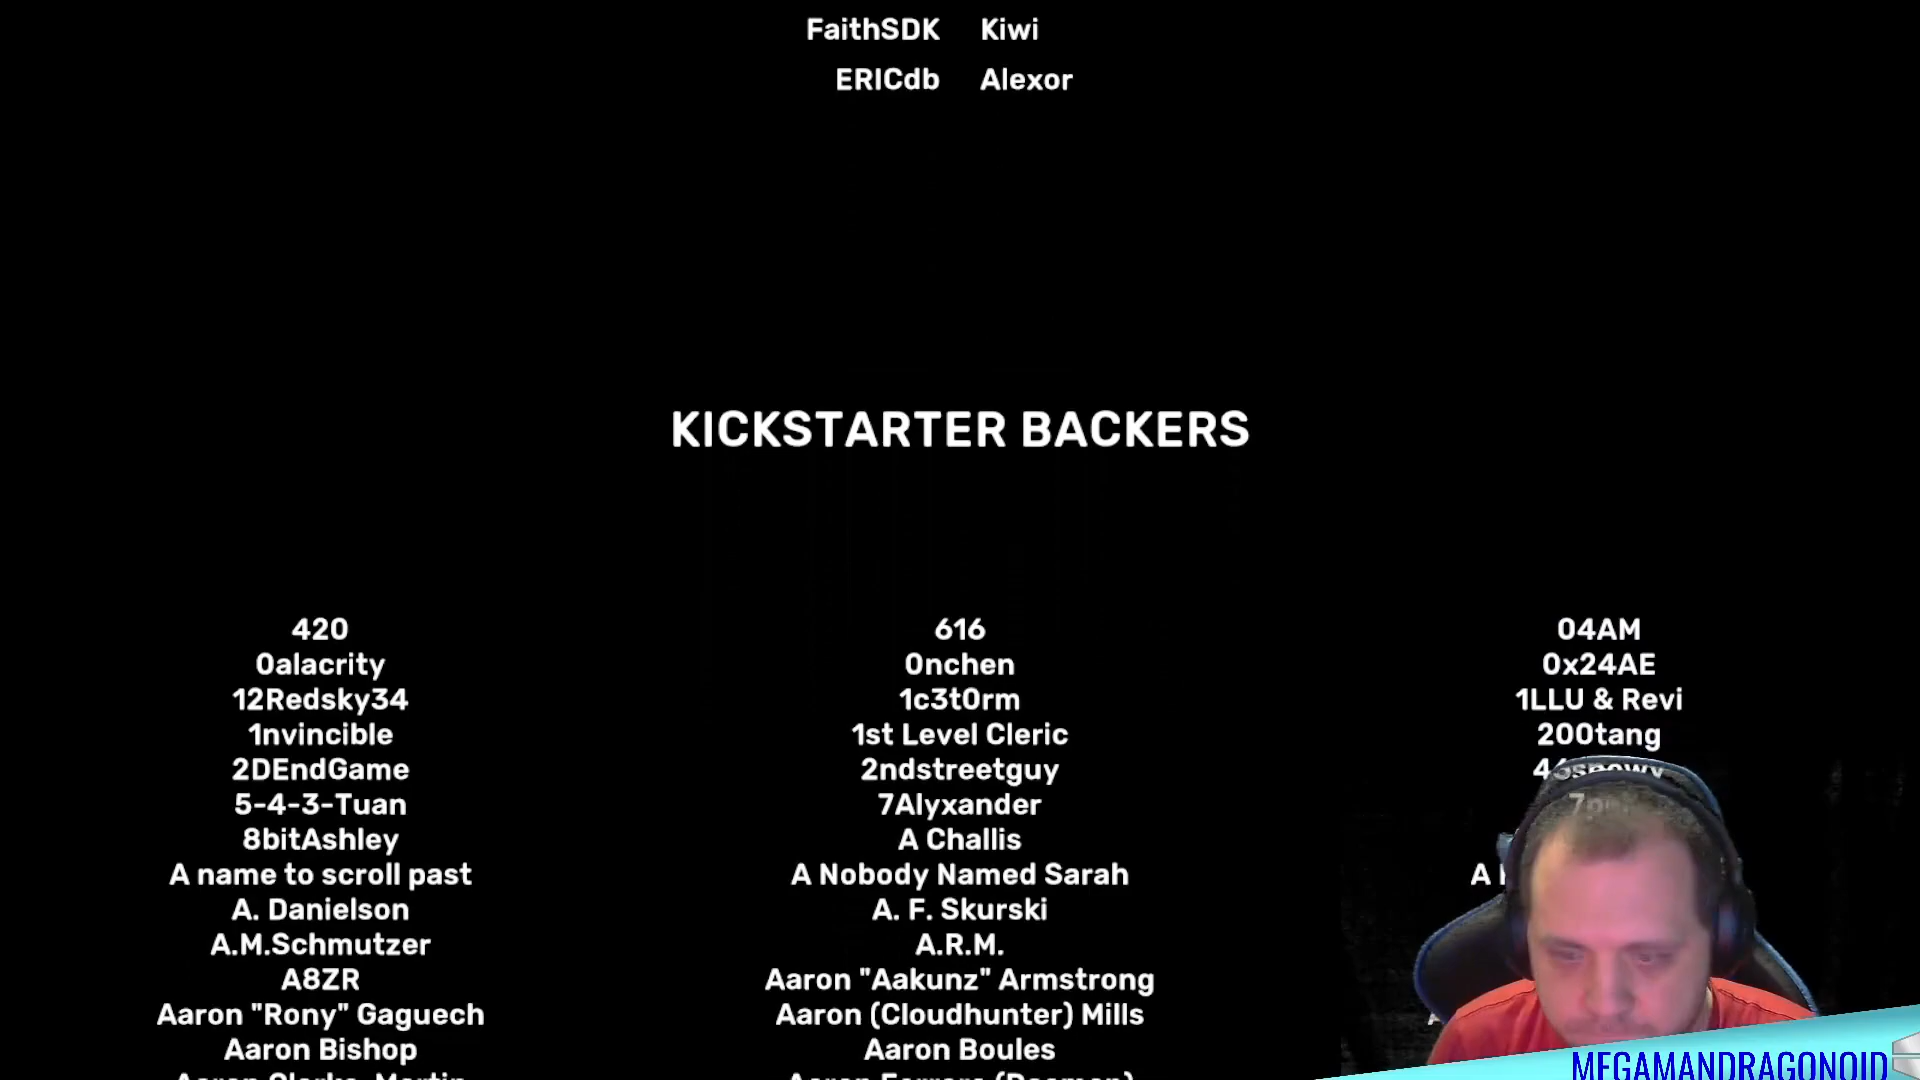 FaithSDK Kiwi
ERICdb Alexor
KICKSTARTER BACKERS
420 616 04AM
0alacrity 0nchen 0x24AE
12Redsky34 1c3t0rm 1LLU & Revi
1nvincible 1st Level Cleric 200tang
2DEndGame 2ndstreetguy
5-4-3-Tuan 7Alyxander
8bitAshley A Challis
A name to scroll past A Nobody Named Sarah A
A. Danielson A. F. Skurski
A.M.Schmutzer A.R.M.
A8ZR Aaron "Aakunz" Armstrong
Aaron "Rony" Gaguech Aaron (Cloudhunter) Mills
Aaron Bishop Aaron Boules
MEGAMANDRAGONOID